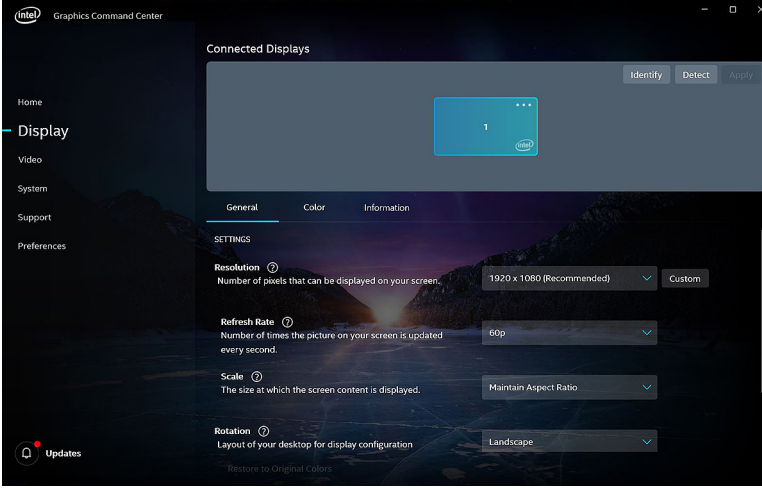 intel Graphics Command Center
Home
Display
Video
System
Support
Preferences
Updates
Connected Displays
Identify Detect Apply
1
intel
General Color Information
SETTINGS
Resolution ?
Number of pixels that can be displayed on your screen.
1920 x 1080 (Recommended) Custom
Refresh Rate ?
Number of times the picture on your screen is updated
every second.
60p
Scale ?
The size at which the screen content is displayed.
Maintain Aspect Ratio
Rotation ?
Layout of your desktop for display configuration
Landscape
Restore to Original Colors